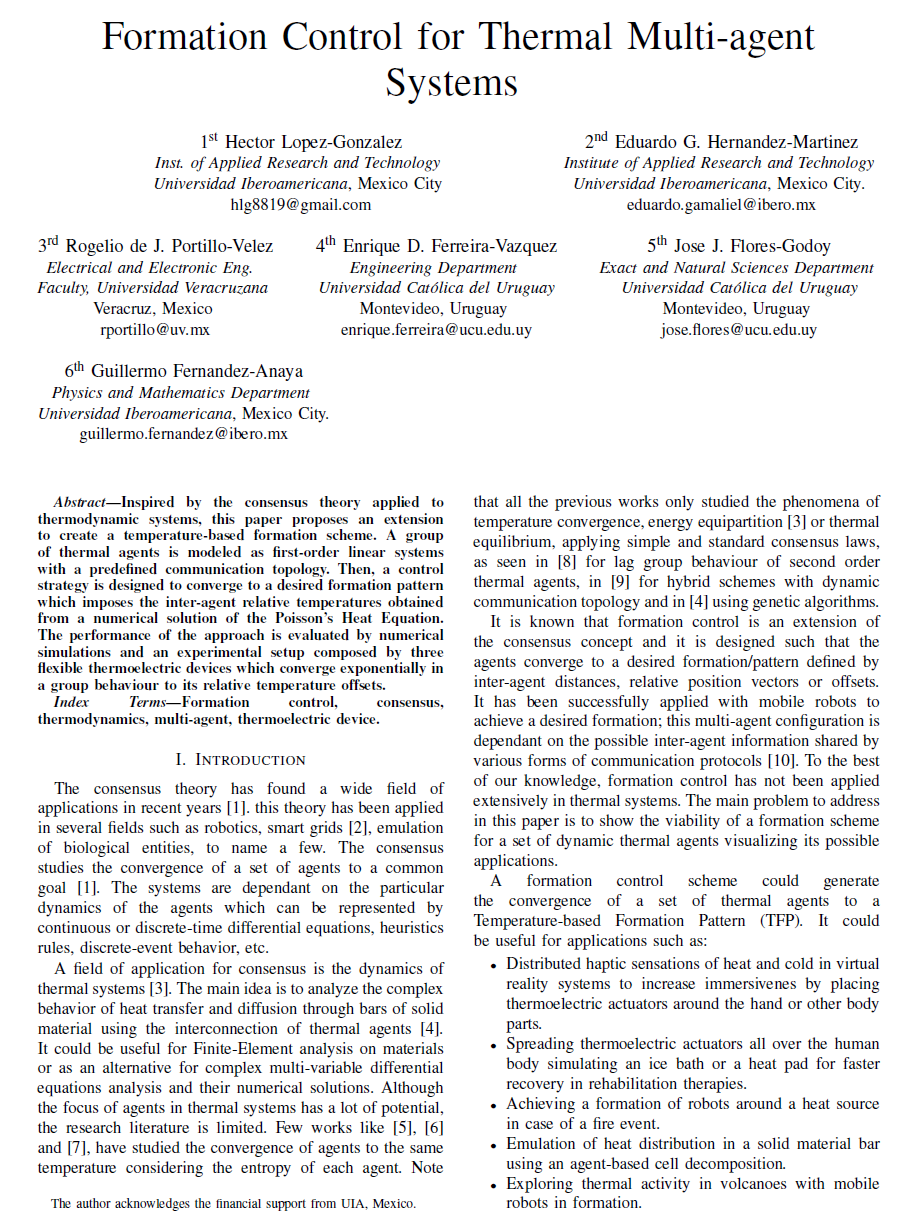 Formation Control for Thermal Multi-agent
Systems
1st Hector Lopez-Gonzalez
Inst. of Applied Research and Technology
Universidad Iberoamericana, Mexico City
hlg8819@gmail.com
2nd Eduardo G. Hernandez-Martinez
Institute of Applied Research and Technology
Universidad Iberoamericana, Mexico City.
eduardo.gamaliel@ibero.mx
3rd Rogelio de J. Portillo-Velez
Electrical and Electronic Eng.
Faculty, Universidad Veracruzana
Veracruz, Mexico
rportillo@uv.mx
4th Enrique D. Ferreira-Vazquez
Engineering Department
Universidad Católica del Uruguay
Montevideo, Uruguay
enrique.ferreira@ucu.edu.uy
5th Jose J. Flores-Godoy
Exact and Natural Sciences Department
Universidad Católica del Uruguay
Montevideo, Uruguay
jose.flores@ucu.edu.uy
6th Guillermo Fernandez-Anaya
Physics and Mathematics Department
Universidad Iberoamericana, Mexico City.
guillermo.fernandez@ibero.mx
Abstract—Inspired by the consensus theory applied to
thermodynamic systems, this paper proposes an extension
to create a temperature-based formation scheme. A group
of thermal agents is modeled as first-order linear systems
with a predefined communication topology. Then, a control
strategy is designed to converge to a desired formation pattern
which imposes the inter-agent relative temperatures obtained
from a numerical solution of the Poisson's Heat Equation.
The performance of the approach is evaluated by numerical
simulations and an experimental setup composed by three
flexible thermoelectric devices which converge exponentially in
a group behaviour to its relative temperature offsets.
Index Terms—Formation control, consensus,
thermodynamics, multi-agent, thermoelectric device.
I. INTRODUCTION
The consensus theory has found a wide field of
applications in recent years [1]. this theory has been applied
in several fields such as robotics, smart grids [2], emulation
of biological entities, to name a few. The consensus
studies the convergence of a set of agents to a common
goal [1]. The systems are dependant on the particular
dynamics of the agents which can be represented by
continuous or discrete-time differential equations, heuristics
rules, discrete-event behavior, etc.
A field of application for consensus is the dynamics of
thermal systems [3]. The main idea is to analyze the complex
behavior of heat transfer and diffusion through bars of solid
material using the interconnection of thermal agents [4].
It could be useful for Finite-Element analysis on materials
or as an alternative for complex multi-variable differential
equations analysis and their numerical solutions. Although
the focus of agents in thermal systems has a lot of potential,
the research literature is limited. Few works like [5], [6]
and [7], have studied the convergence of agents to the same
temperature considering the entropy of each agent. Note
The author acknowledges the financial support from UIA, Mexico.
that all the previous works only studied the phenomena of
temperature convergence, energy equipartition [3] or thermal
equilibrium, applying simple and standard consensus laws,
as seen in [8] for lag group behaviour of second order
thermal agents, in [9] for hybrid schemes with dynamic
communication topology and in [4] using genetic algorithms.
It is known that formation control is an extension of
the consensus concept and it is designed such that the
agents converge to a desired formation/pattern defined by
inter-agent distances, relative position vectors or offsets.
It has been successfully applied with mobile robots to
achieve a desired formation; this multi-agent configuration is
dependant on the possible inter-agent information shared by
various forms of communication protocols [10]. To the best
of our knowledge, formation control has not been applied
extensively in thermal systems. The main problem to address
in this paper is to show the viability of a formation scheme
for a set of dynamic thermal agents visualizing its possible
applications.
A formation control scheme could generate
the convergence of a set of thermal agents to a
Temperature-based Formation Pattern (TFP). It could
be useful for applications such as:
• Distributed haptic sensations of heat and cold in virtual
reality systems to increase immersivenes by placing
thermoelectric actuators around the hand or other body
parts.
• Spreading thermoelectric actuators all over the human
body simulating an ice bath or a heat pad for faster
recovery in rehabilitation therapies.
• Achieving a formation of robots around a heat source
in case of a fire event.
• Emulation of heat distribution in a solid material bar
using an agent-based cell decomposition.
• Exploring thermal activity in volcanoes with mobile
robots in formation.